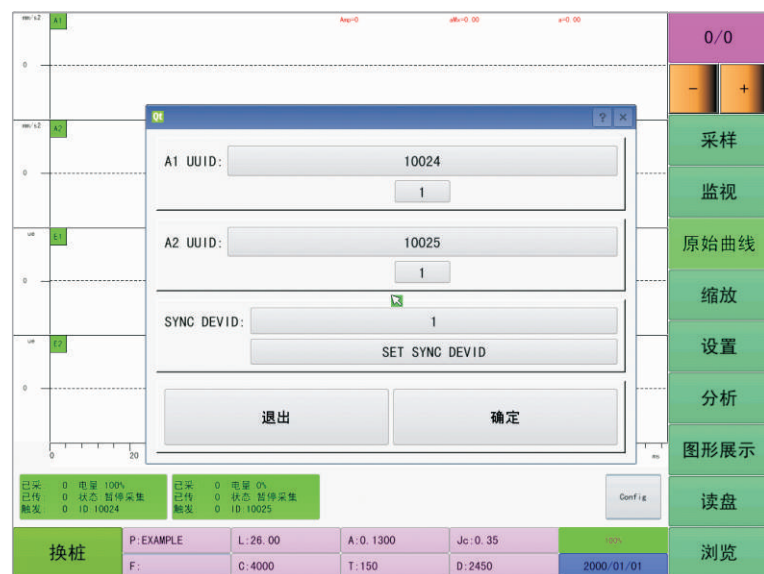 mm/s2 A1 Amp=0 a=0.00
0
mm/s2 A2
0
ue E1
0
ue
0
0 20 ms
Qt ? ×
A1 UUID: 10024
1
A2 UUID: 10025
1
SYNC DEVID: 1
SET SYNC DEVID
退出 确定
已采 0 电量 100%
已传 0 状态 暂停采集
触发 0 ID 10024
已采 0 电量 0%
已传 0 状态 暂停采集
触发 0 ID 10025
Config
换桩
P:EXAMPLE L:26.00 A:0.1300 Jc:0.35 100%
F: C:4000 T:150 D:2450 2000/01/01
0/0
- +
采样
监视
原始曲线
缩放
设置
分析
图形展示
读盘
浏览